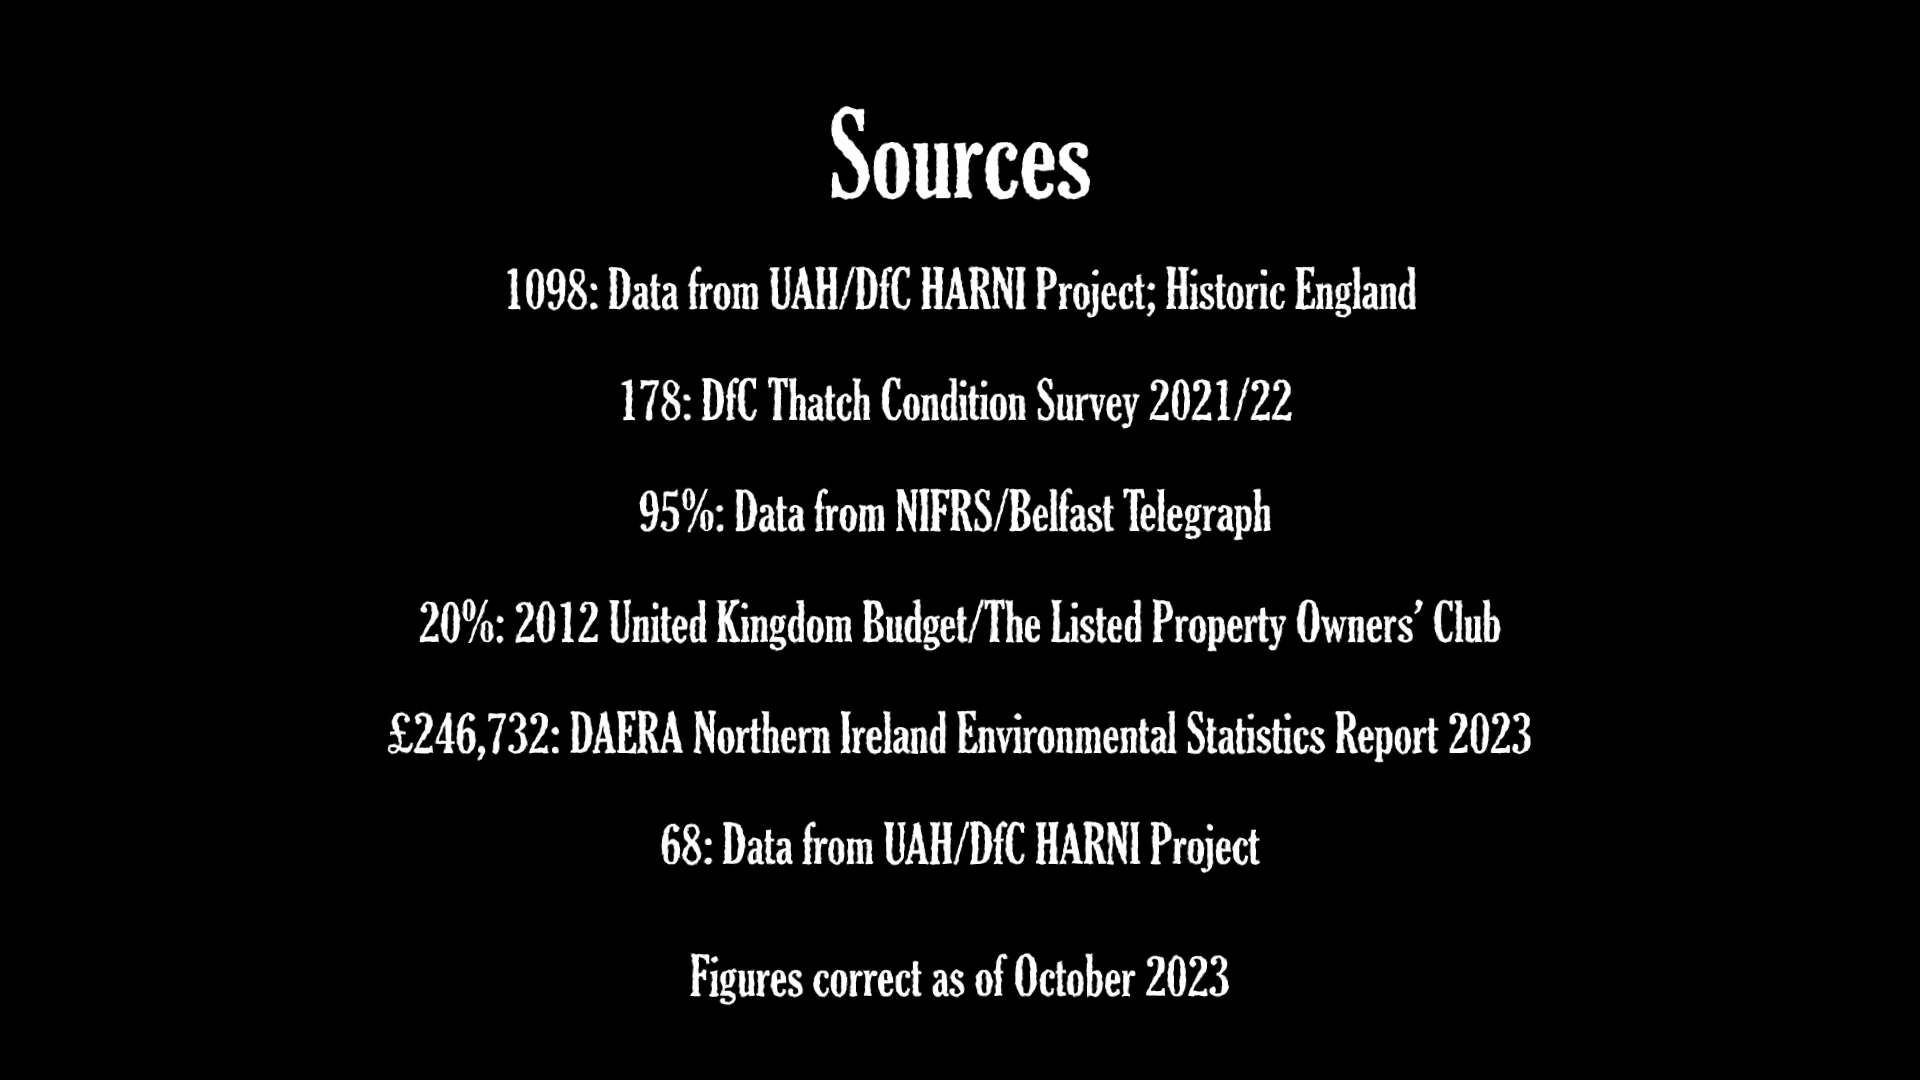 Sources
1098: Data from UAH/DfC HARNI Project; Historic England
178: DfC Thatch Condition Survey 2021/22
95%: Data from NIFRS/Belfast Telegraph
20%: 2012 United Kingdom Budget/The Listed Property Owners’ Club
£246,732: DAERA Northern Ireland Environmental Statistics Report 2023
68: Data from UAH/DfC HARNI Project
Figures correct as of October 2023